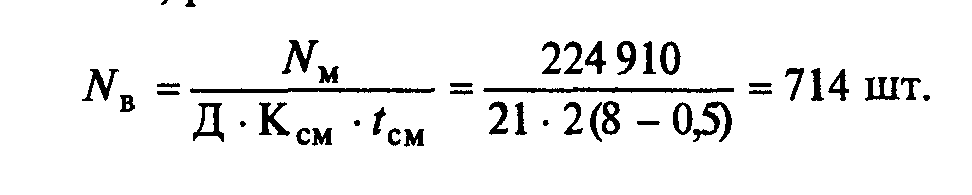 N_в = N_м / (Д · К_см · t_см) = 224 910 / (21 · 2(8 − 0,5)) = 714 шт.